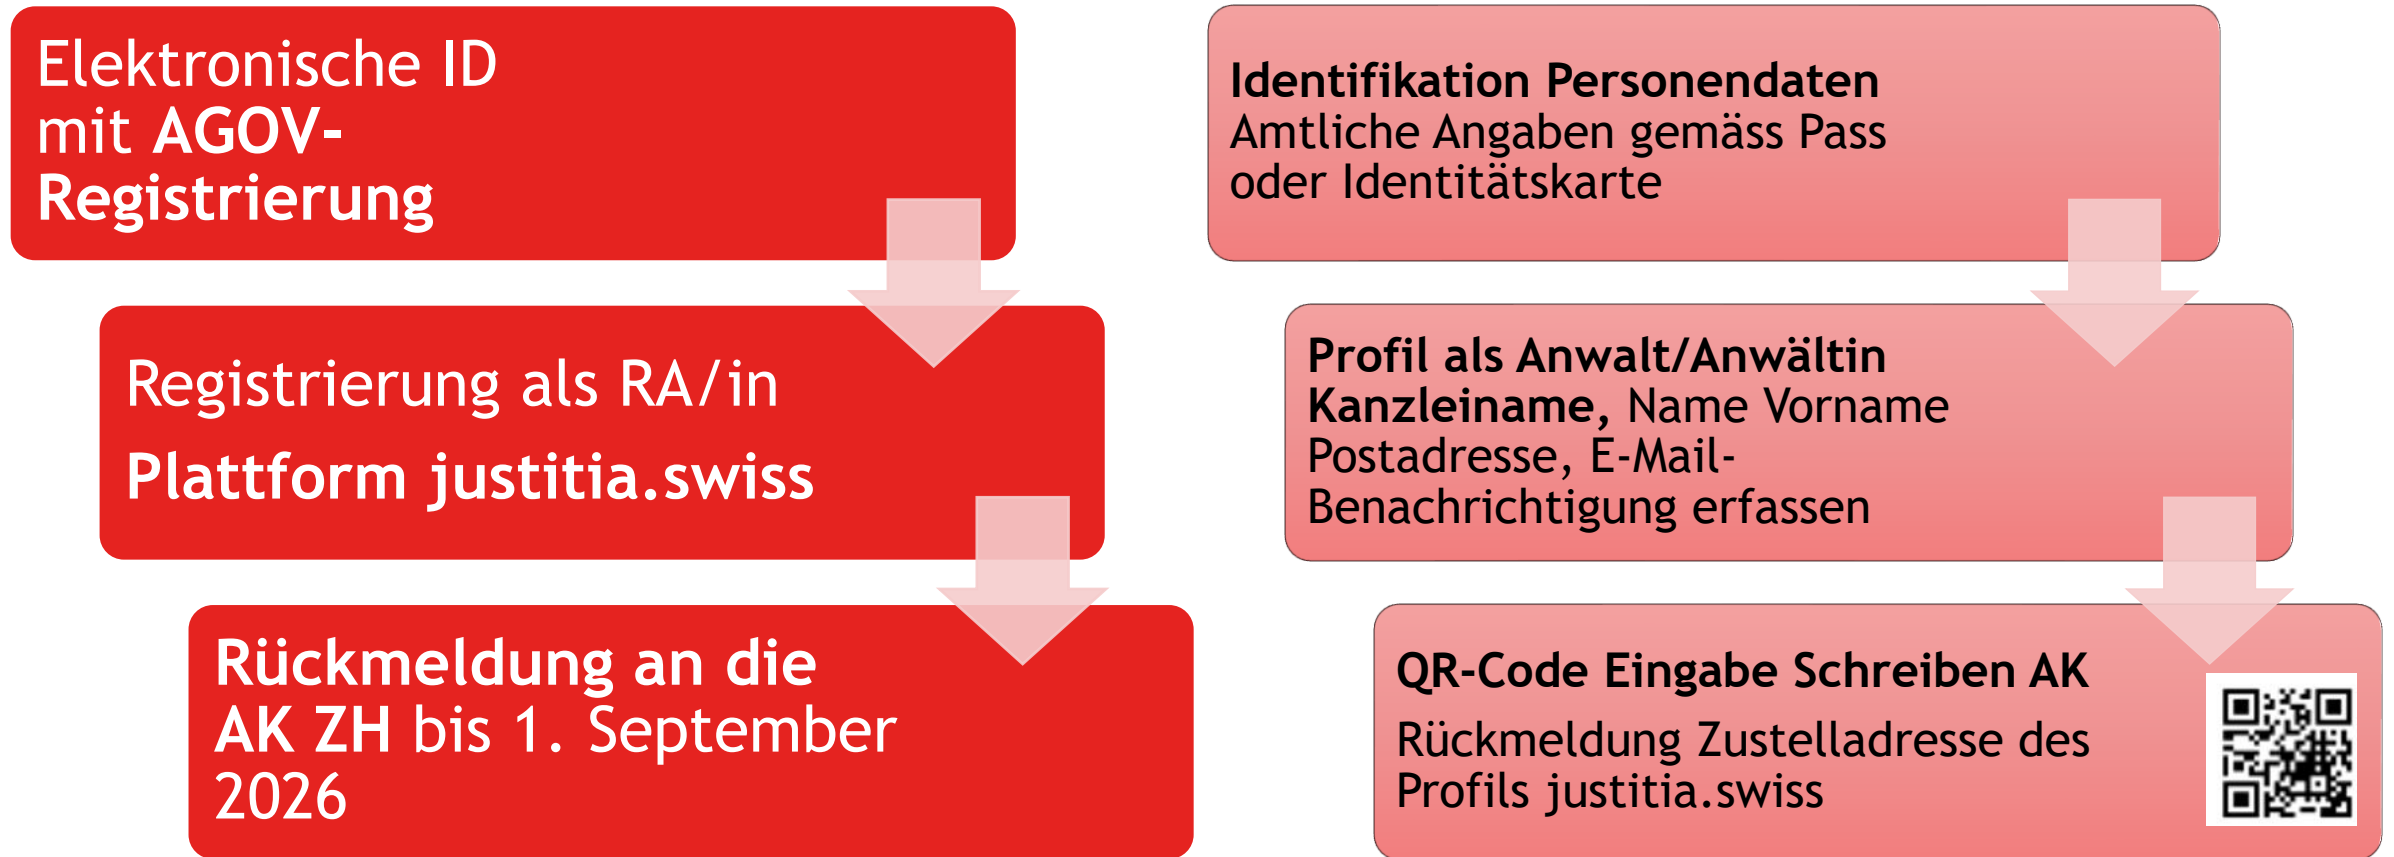 Elektronische ID
mit AGOV-
Registrierung
Identifikation Personendaten
Amtliche Angaben gemäss Pass
oder Identitätskarte
Registrierung als RA/in
Plattform justitia.swiss
Profil als Anwalt/Anwältin
Kanzleiname, Name Vorname
Postadresse, E-Mail-
Benachrichtigung erfassen
Rückmeldung an die
AK ZH bis 1. September
2026
QR-Code Eingabe Schreiben AK
Rückmeldung Zustelladresse des
Profils justitia.swiss